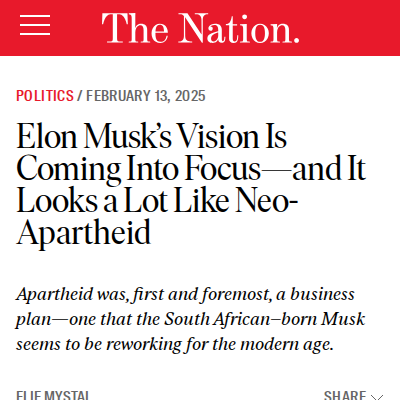 The Nation.
POLITICS / FEBRUARY 13, 2025
Elon Musk’s Vision Is
Coming Into Focus—and It
Looks a Lot Like Neo-
Apartheid
Apartheid was, first and foremost, a business
plan—one that the South African–born Musk
seems to be reworking for the modern age.
ELIE MYSTAL
SHARE